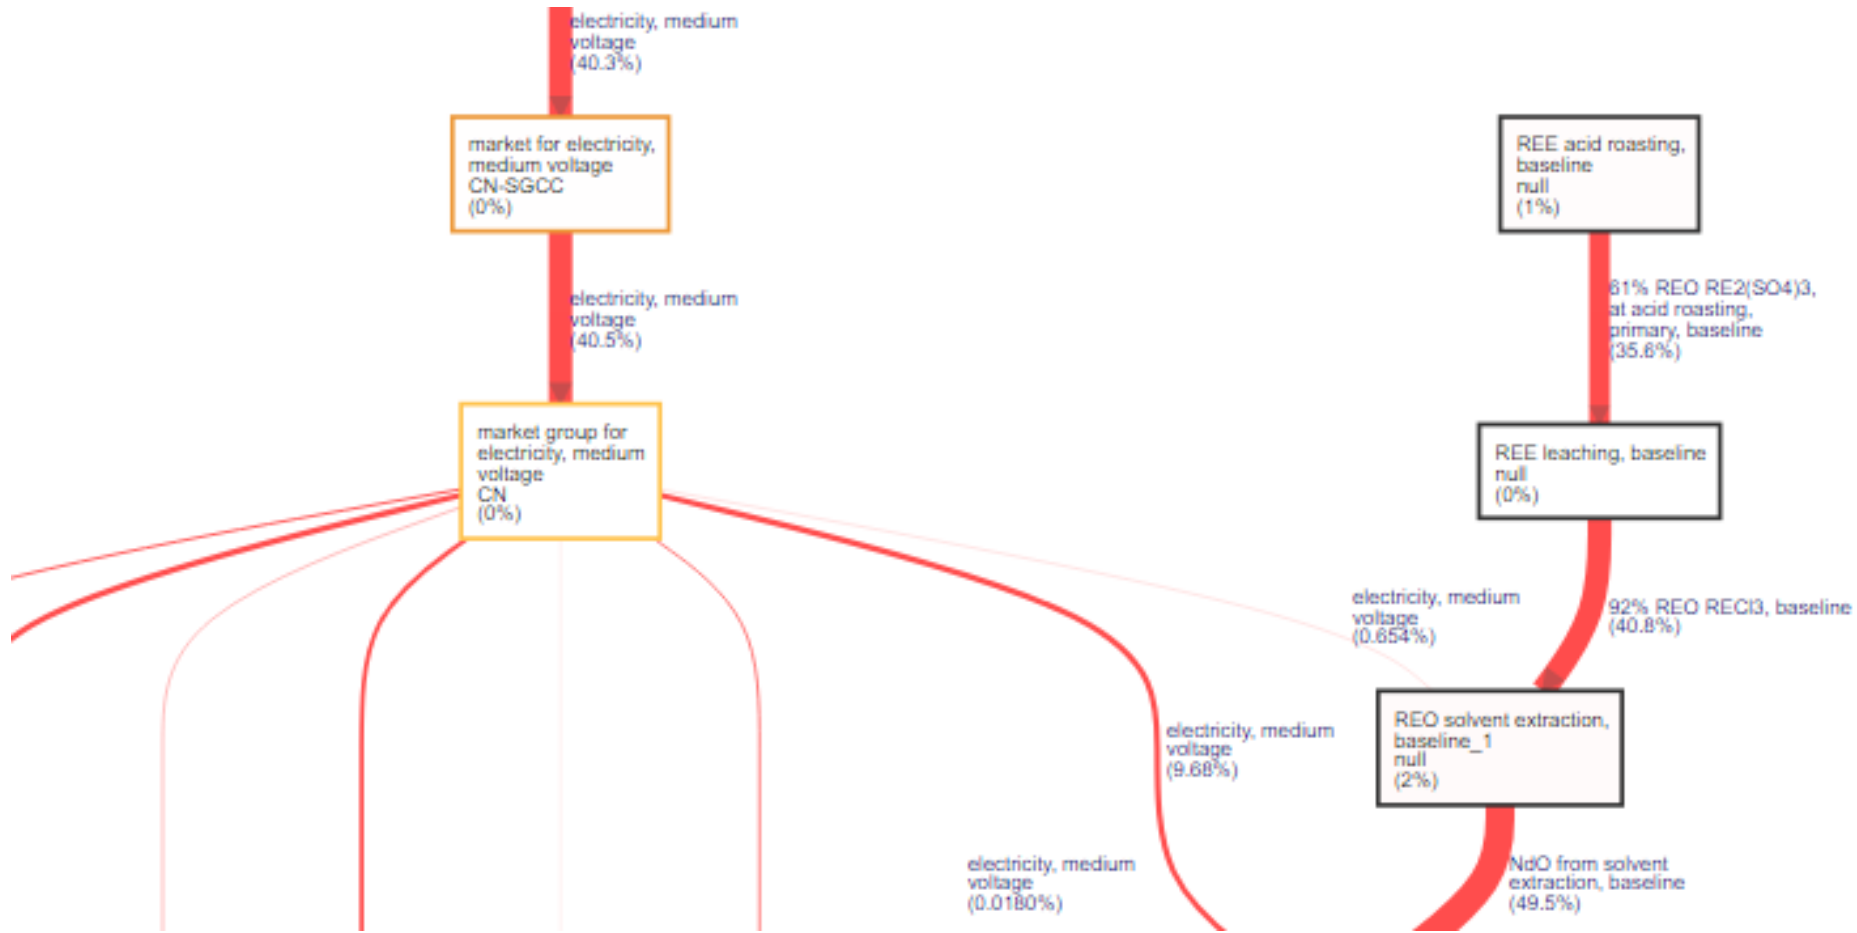 electricity, medium
voltage
(40.3%)
market for electricity,
medium voltage
CN-SGCC
(0%)
REE acid roasting,
baseline
null
(1%)
electricity, medium
voltage
(40.5%)
61% REO RE2(SO4)3,
at acid roasting,
primary, baseline
(35.6%)
market group for
electricity, medium
voltage
CN
(0%)
REE leaching, baseline
null
(0%)
electricity, medium
voltage
(0.654%)
92% REO RECl3, baseline
(40.8%)
REO solvent extraction,
baseline_1
null
(2%)
electricity, medium
voltage
(9.68%)
electricity, medium
voltage
(0.0180%)
NdO from solvent
extraction, baseline
(49.5%)